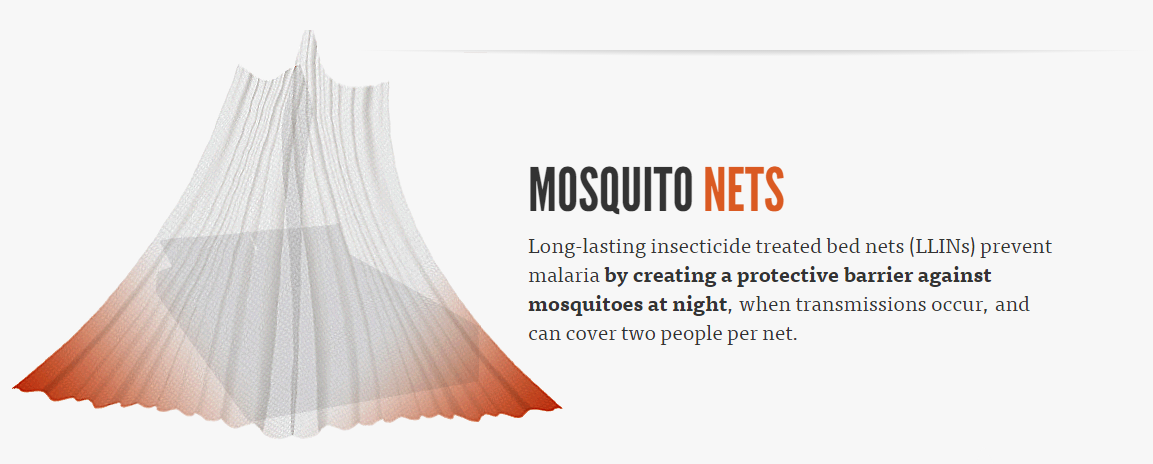 MOSQUITO NETS
Long-lasting insecticide treated bed nets (LLINs) prevent
malaria by creating a protective barrier against
mosquitoes at night, when transmissions occur, and
can cover two people per net.